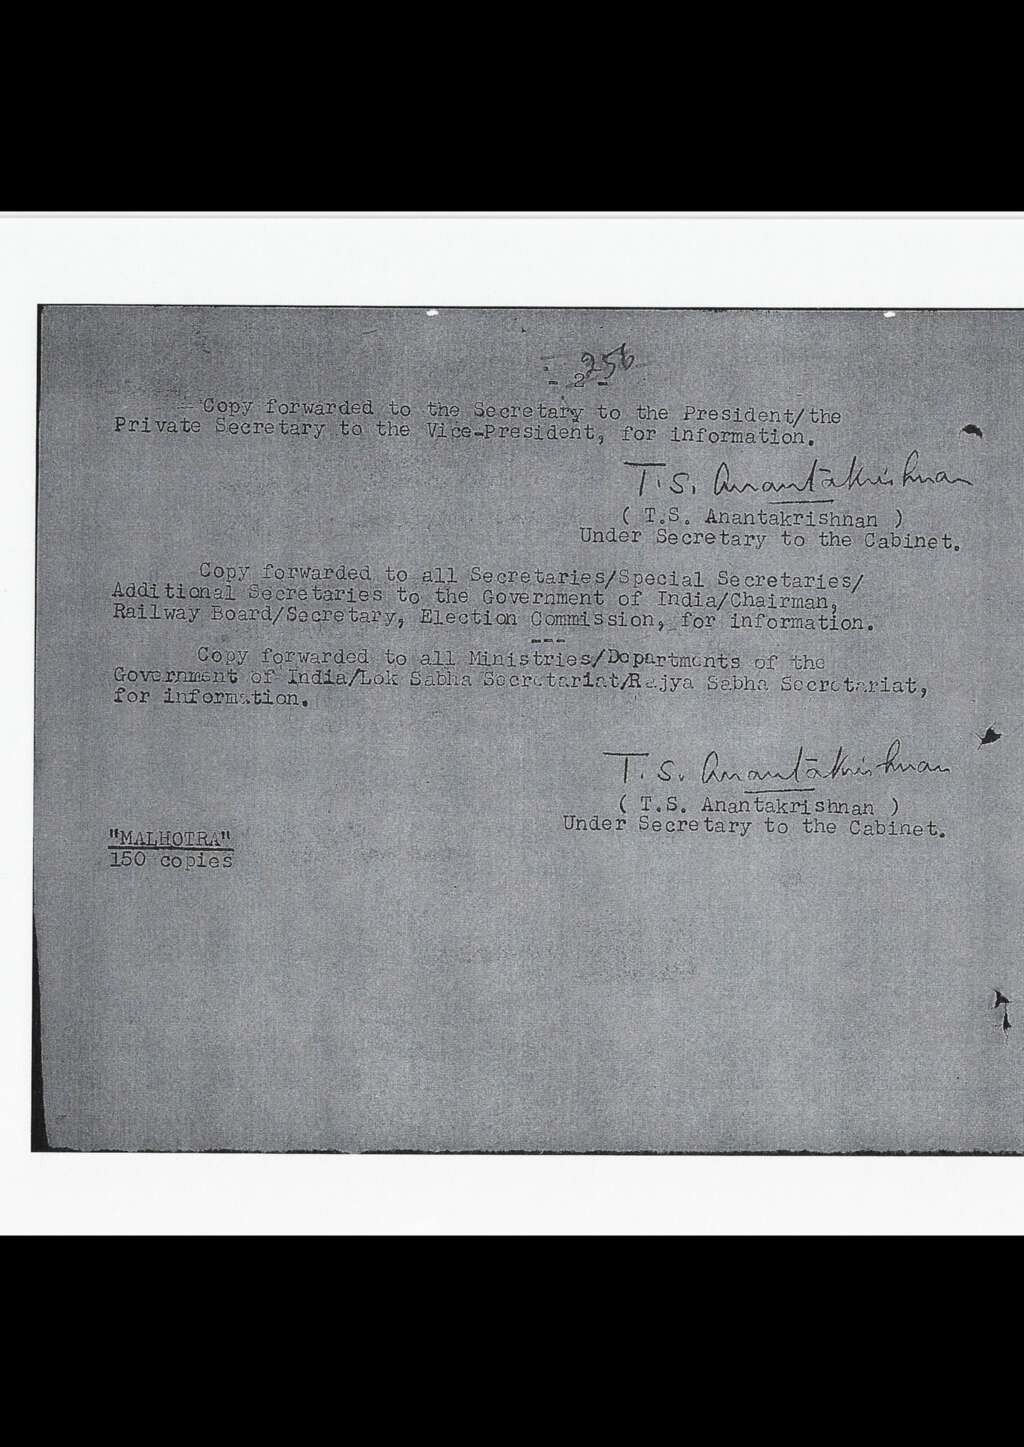 256
- 2 -
Copy forwarded to the Secretary to the President/the
Private Secretary to the Vice-President, for information.
T.S. Anantakrishnan
( T.S. Anantakrishnan )
Under Secretary to the Cabinet.
Copy forwarded to all Secretaries/Special Secretaries/
Additional Secretaries to the Government of India/Chairman,
Railway Board/Secretary, Election Commission, for information.
---
Copy forwarded to all Ministries/Departments of the
Government of India/Lok Sabha Secretariat/Rajya Sabha Secretariat,
for information.
T.S. Anantakrishnan
( T.S. Anantakrishnan )
Under Secretary to the Cabinet.
"MALHOTRA"
150 copies